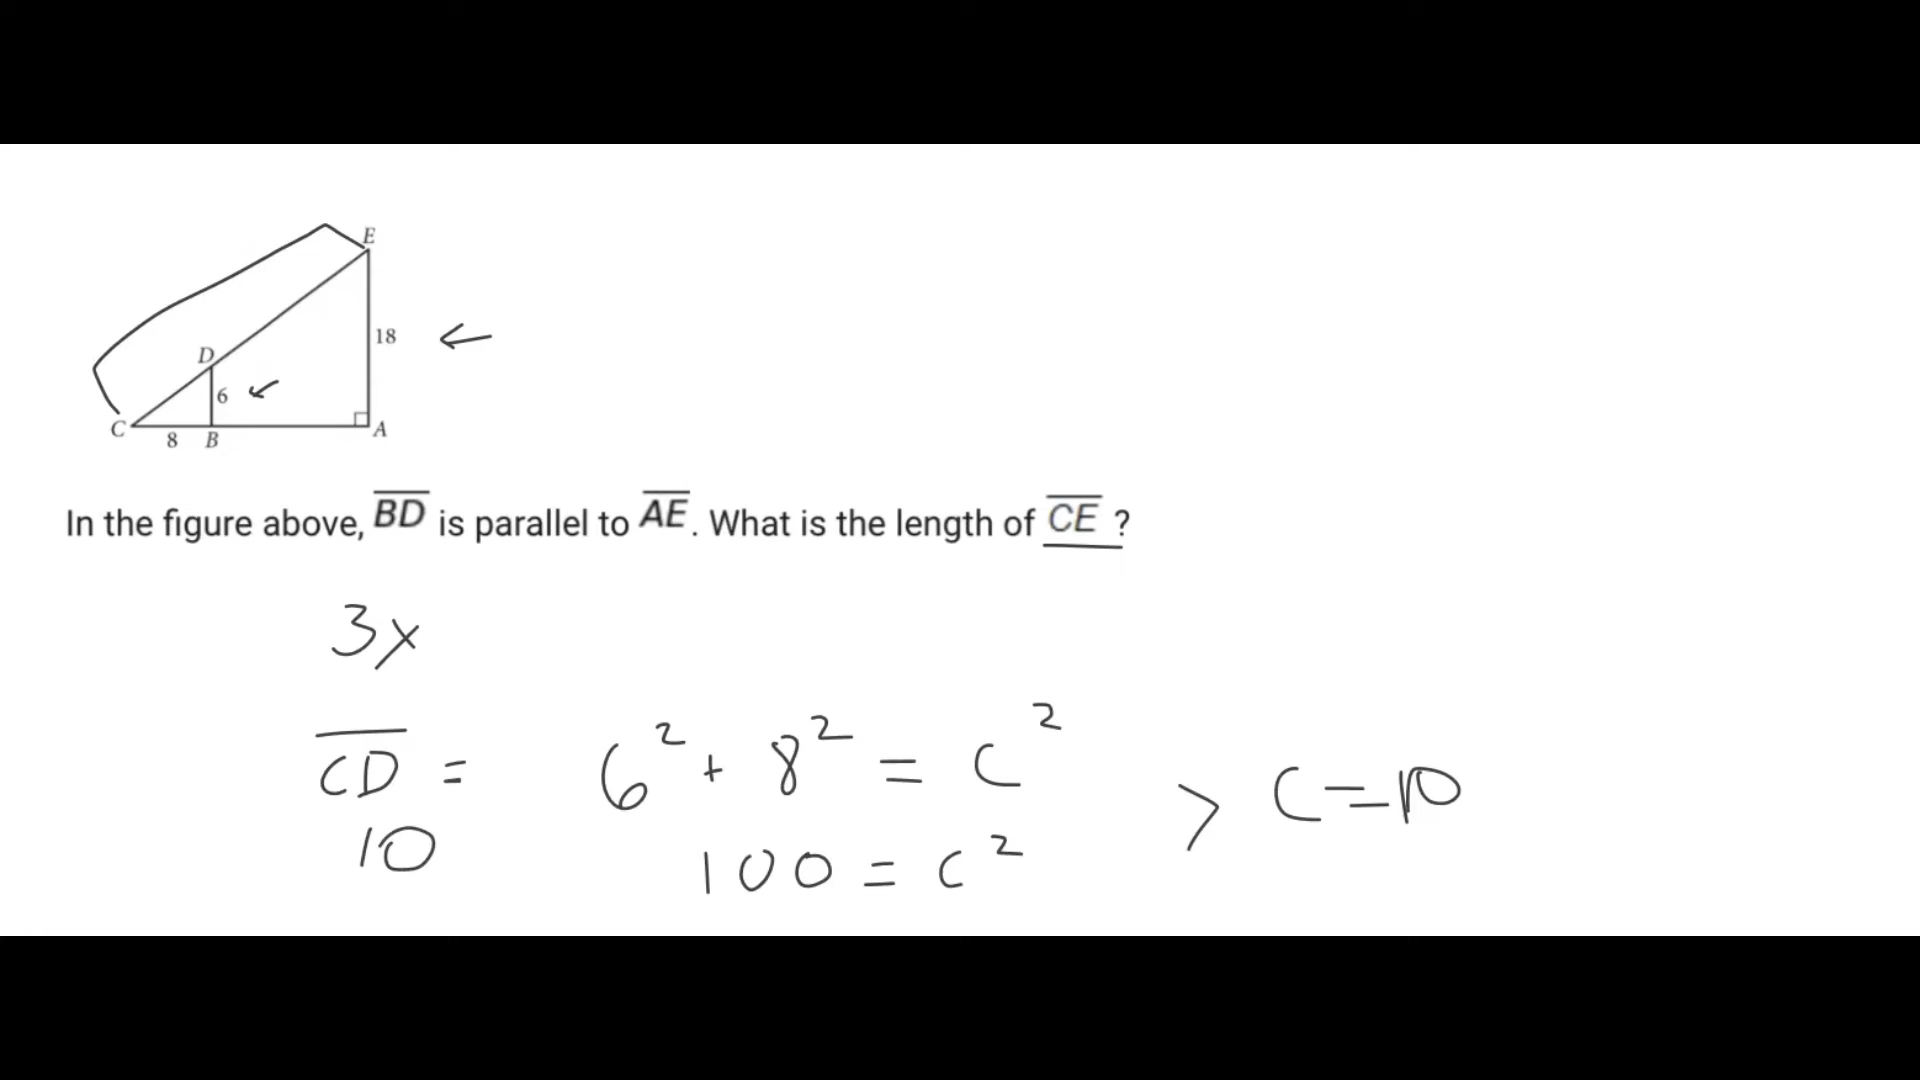 E
18
D
6
C
8 B
A
In the figure above, BD is parallel to AE. What is the length of CE ?
3x
CD = 6² + 8² = c²
> c=10
10
100 = c²